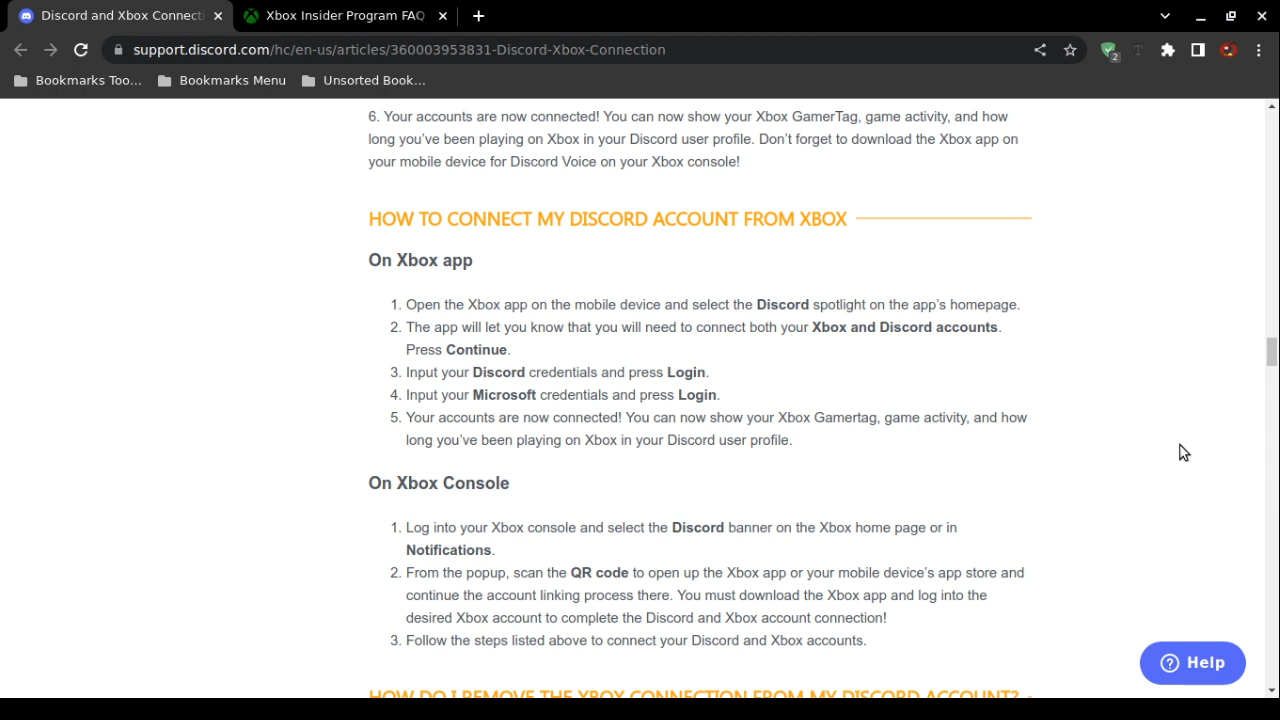 Discord and Xbox Connect
Xbox Insider Program FAQ
support.discord.com/hc/en-us/articles/360003953831-Discord-Xbox-Connection
2
Bookmarks Too...
Bookmarks Menu
Unsorted Book...
6. Your accounts are now connected! You can now show your Xbox GamerTag, game activity, and how
long you've been playing on Xbox in your Discord user profile. Don't forget to download the Xbox app on
your mobile device for Discord Voice on your Xbox console!
HOW TO CONNECT MY DISCORD ACCOUNT FROM XBOX
On Xbox app
1. Open the Xbox app on the mobile device and select the Discord spotlight on the app's homepage.
2. The app will let you know that you will need to connect both your Xbox and Discord accounts.
Press Continue.
3. Input your Discord credentials and press Login.
4. Input your Microsoft credentials and press Login.
5. Your accounts are now connected! You can now show your Xbox Gamertag, game activity, and how
long you've been playing on Xbox in your Discord user profile.
On Xbox Console
1. Log into your Xbox console and select the Discord banner on the Xbox home page or in
Notifications.
2. From the popup, scan the QR code to open up the Xbox app or your mobile device's app store and
continue the account linking process there. You must download the Xbox app and log into the
desired Xbox account to complete the Discord and Xbox account connection!
3. Follow the steps listed above to connect your Discord and Xbox accounts.
Help
HOW DO I REMOVE THE XBOX CONNECTION FROM MY DISCORD ACCOUNT?